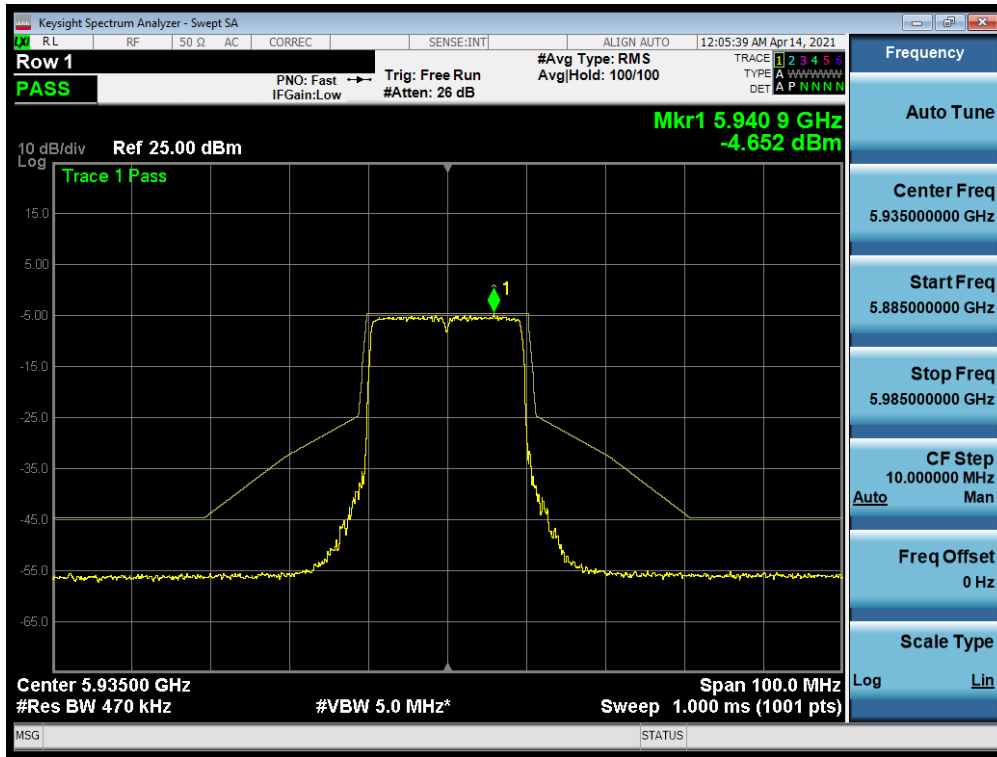 Keysight Spectrum Analyzer - Swept SA
LXI RL RF 50 Ω AC CORREC SENSE:INT ALIGN AUTO 12:05:39 AM Apr 14, 2021
Row 1
PASS
PNO: Fast
IFGain:Low
Trig: Free Run
#Atten: 26 dB
#Avg Type: RMS
Avg|Hold: 100/100
TRACE 1 2 3 4 5 6
TYPE A WWWWW
DET A P N N N N
Mkr1 5.940 9 GHz
-4.652 dBm
10 dB/div Ref 25.00 dBm
Log
Trace 1 Pass
15.0
5.00
-5.00
-15.0
-25.0
-35.0
-45.0
-55.0
-65.0
1
Center 5.93500 GHz Span 100.0 MHz
#Res BW 470 kHz #VBW 5.0 MHz* Sweep 1.000 ms (1001 pts)
MSG STATUS
Frequency
Auto Tune
Center Freq
5.935000000 GHz
Start Freq
5.885000000 GHz
Stop Freq
5.985000000 GHz
CF Step
10.000000 MHz
Auto Man
Freq Offset
0 Hz
Scale Type
Log Lin